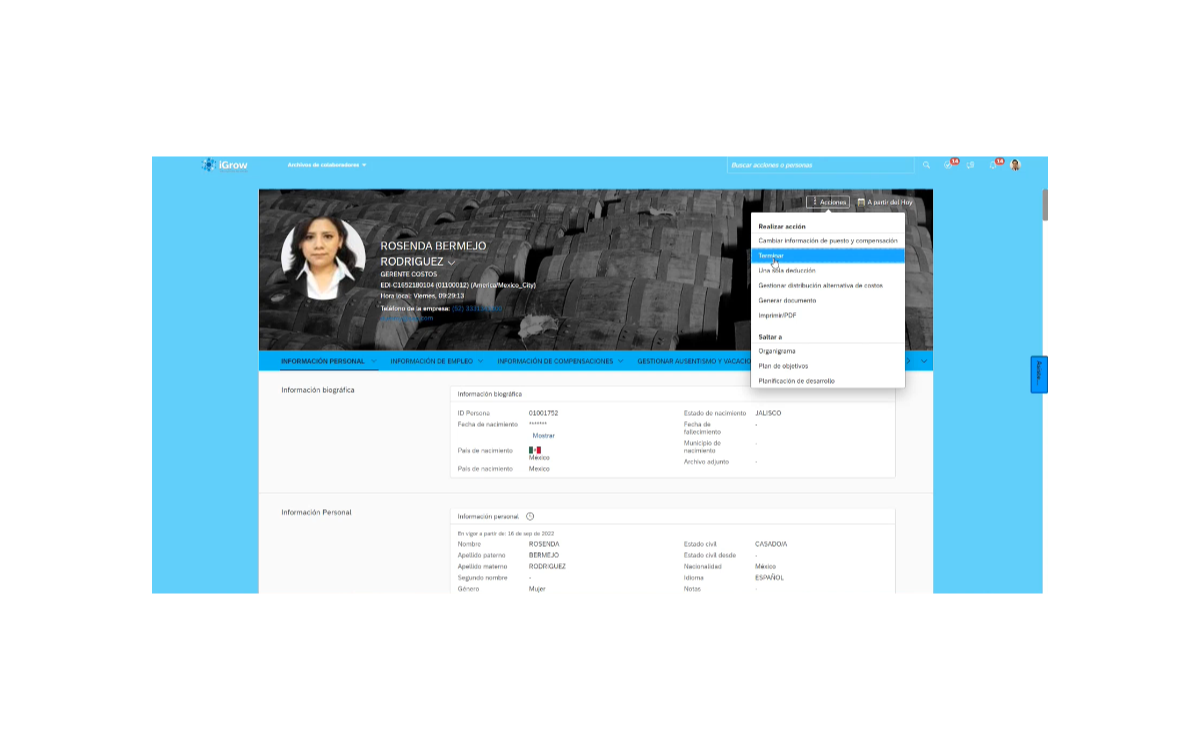 iGrow
Archivos de colaboradores
Buscar acciones o personas
14
14
Acciones
A partir del Hoy
ROSENDA BERMEJO
RODRIGUEZ
GERENTE COSTOS
EDI-C1652180104 (01100012) (America/Mexico_City)
Hora local: Viernes, 09:29:13
Teléfono de la empresa: (52)
Realizar acción
Cambiar información de puesto y compensación
Terminar
Una sola deducción
Gestionar distribución alternativa de costos
Generar documento
Imprimir/PDF
Saltar a
Organigrama
Plan de objetivos
Planificación de desarrollo
INFORMACIÓN PERSONAL
INFORMACIÓN DE EMPLEO
INFORMACIÓN DE COMPENSACIONES
GESTIONAR AUSENTISMO Y VACACIO
Información biográfica
Información biográfica
ID Persona 01001752
Fecha de nacimiento *******
Mostrar
País de nacimiento
México
País de nacimiento Mexico
Estado de nacimiento JALISCO
Fecha de
fallecimiento -
Municipio de
nacimiento -
Archivo adjunto -
Información Personal
Información personal
En vigor a partir de: 16 de sep de 2022
Nombre ROSENDA
Apellido paterno BERMEJO
Apellido materno RODRIGUEZ
Segundo nombre -
Género Mujer
Estado civil CASADO/A
Estado civil desde -
Nacionalidad México
Idioma ESPAÑOL
Notas -